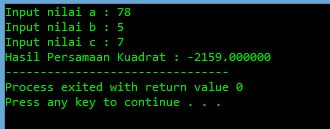 Input nilai a : 78
Input nilai b : 5
Input nilai c : 7
Hasil Persamaan Kuadrat : -2159.000000
--------------------------------
Process exited with return value 0
Press any key to continue . . .